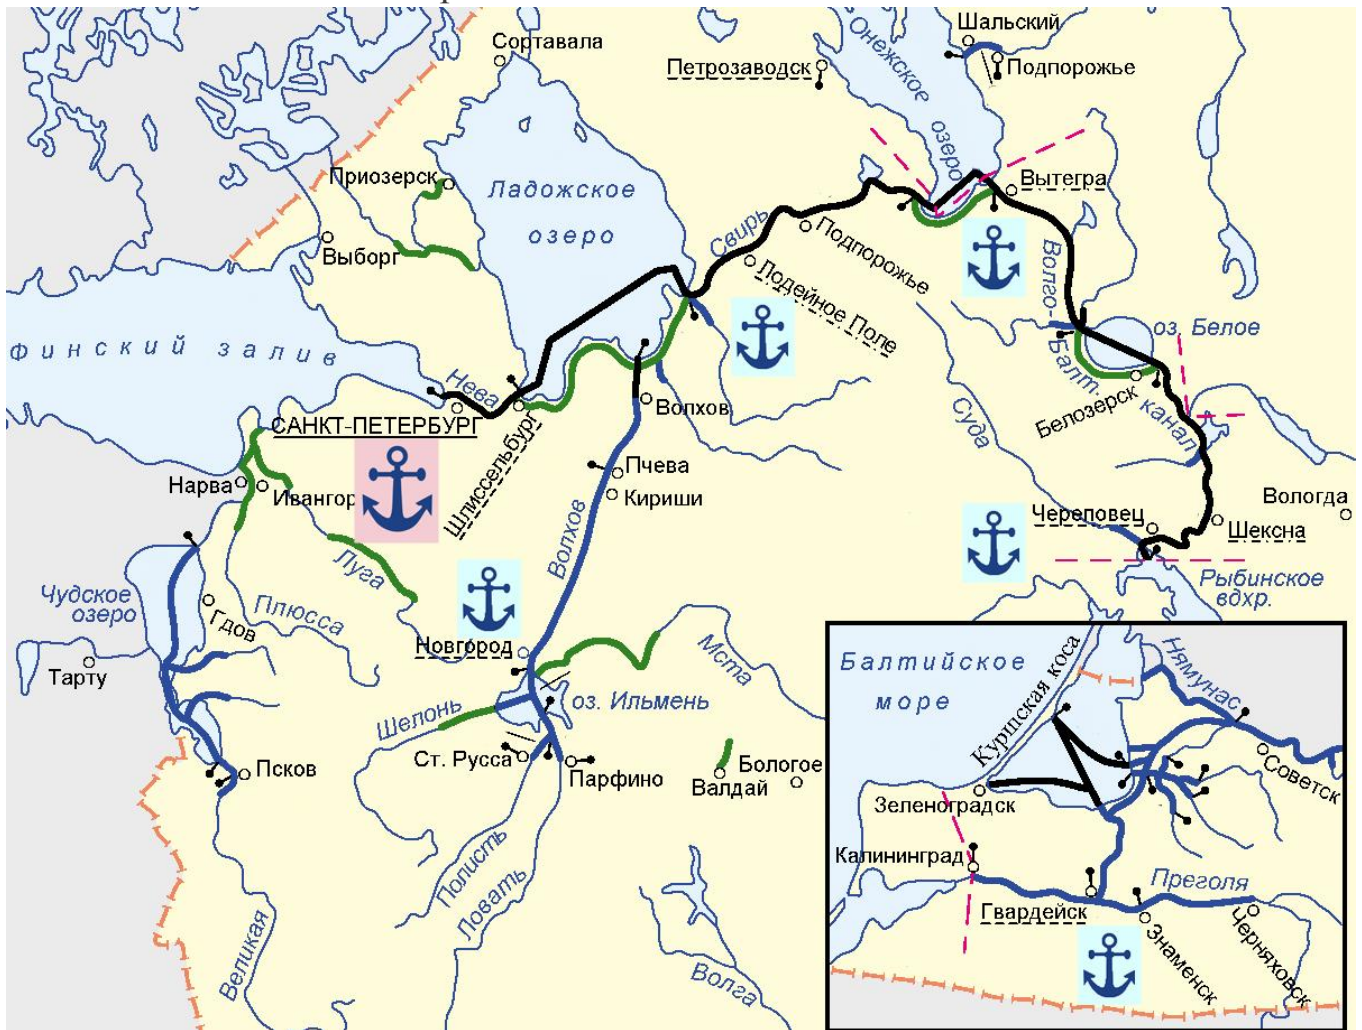 Сортавала
Шальский
Петрозаводск
Подпорожье
Онежское
озеро
Приозерск
Ладожское
озеро
Вытегра
Выборг
Свирь
Подпорожье
Лодейное Поле
Волго-
Балт.
канал
оз. Белое
Финский залив
Нева
САНКТ-ПЕТЕРБУРГ
Шлиссельбург
Волхов
Белозерск
Суда
Нарва
Ивангор
Пчева
Кириши
Волхов
Вологда
Череповец
Шексна
Рыбинское
вдхр.
Луга
Чудское
озеро
Гдов
Плюсса
Тарту
Новгород
Мста
Шелонь
оз. Ильмень
Ст. Русса
Парфино
Псков
Бологое
Валдай
Полисть
Ловать
Великая
Волга
Балтийское
море
Куршская коса
Нямунас
Советск
Зеленоградск
Калининград
Преголя
Гвардейск
Знаменск
Черняховск